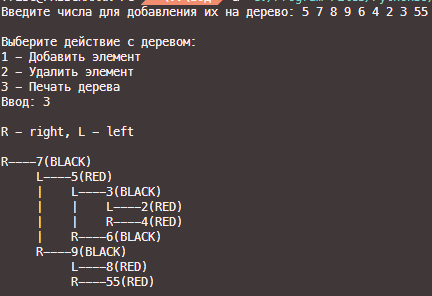 Введите числа для добавления их на дерево: 5 7 8 9 6 4 2 3 55
Выберите действие с деревом:
1 – Добавить элемент
2 – Удалить элемент
3 – Печать дерева
Ввод: 3
R – right, L – left
R----7(BLACK)
     L----5(RED)
     |    L----3(BLACK)
     |    |    L----2(RED)
     |    |    R----4(RED)
     |    R----6(BLACK)
     R----9(BLACK)
          L----8(RED)
          R----55(RED)